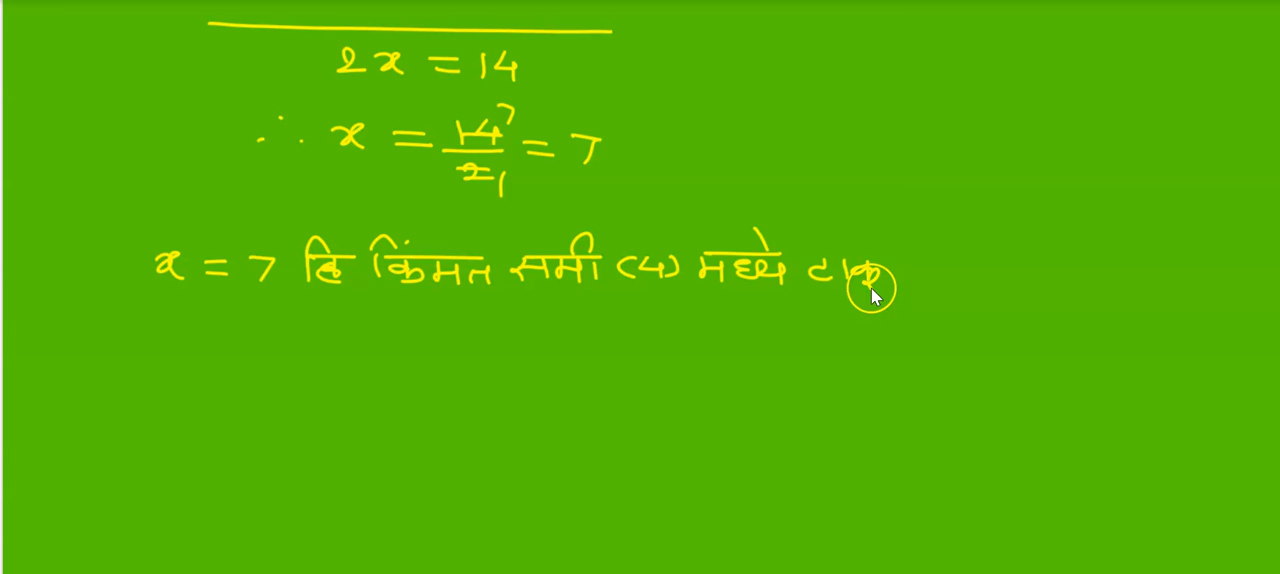 2x = 14
∴ x = 14/2 = 7
x = 7 हि किंमत समी (4) मध्ये टाक